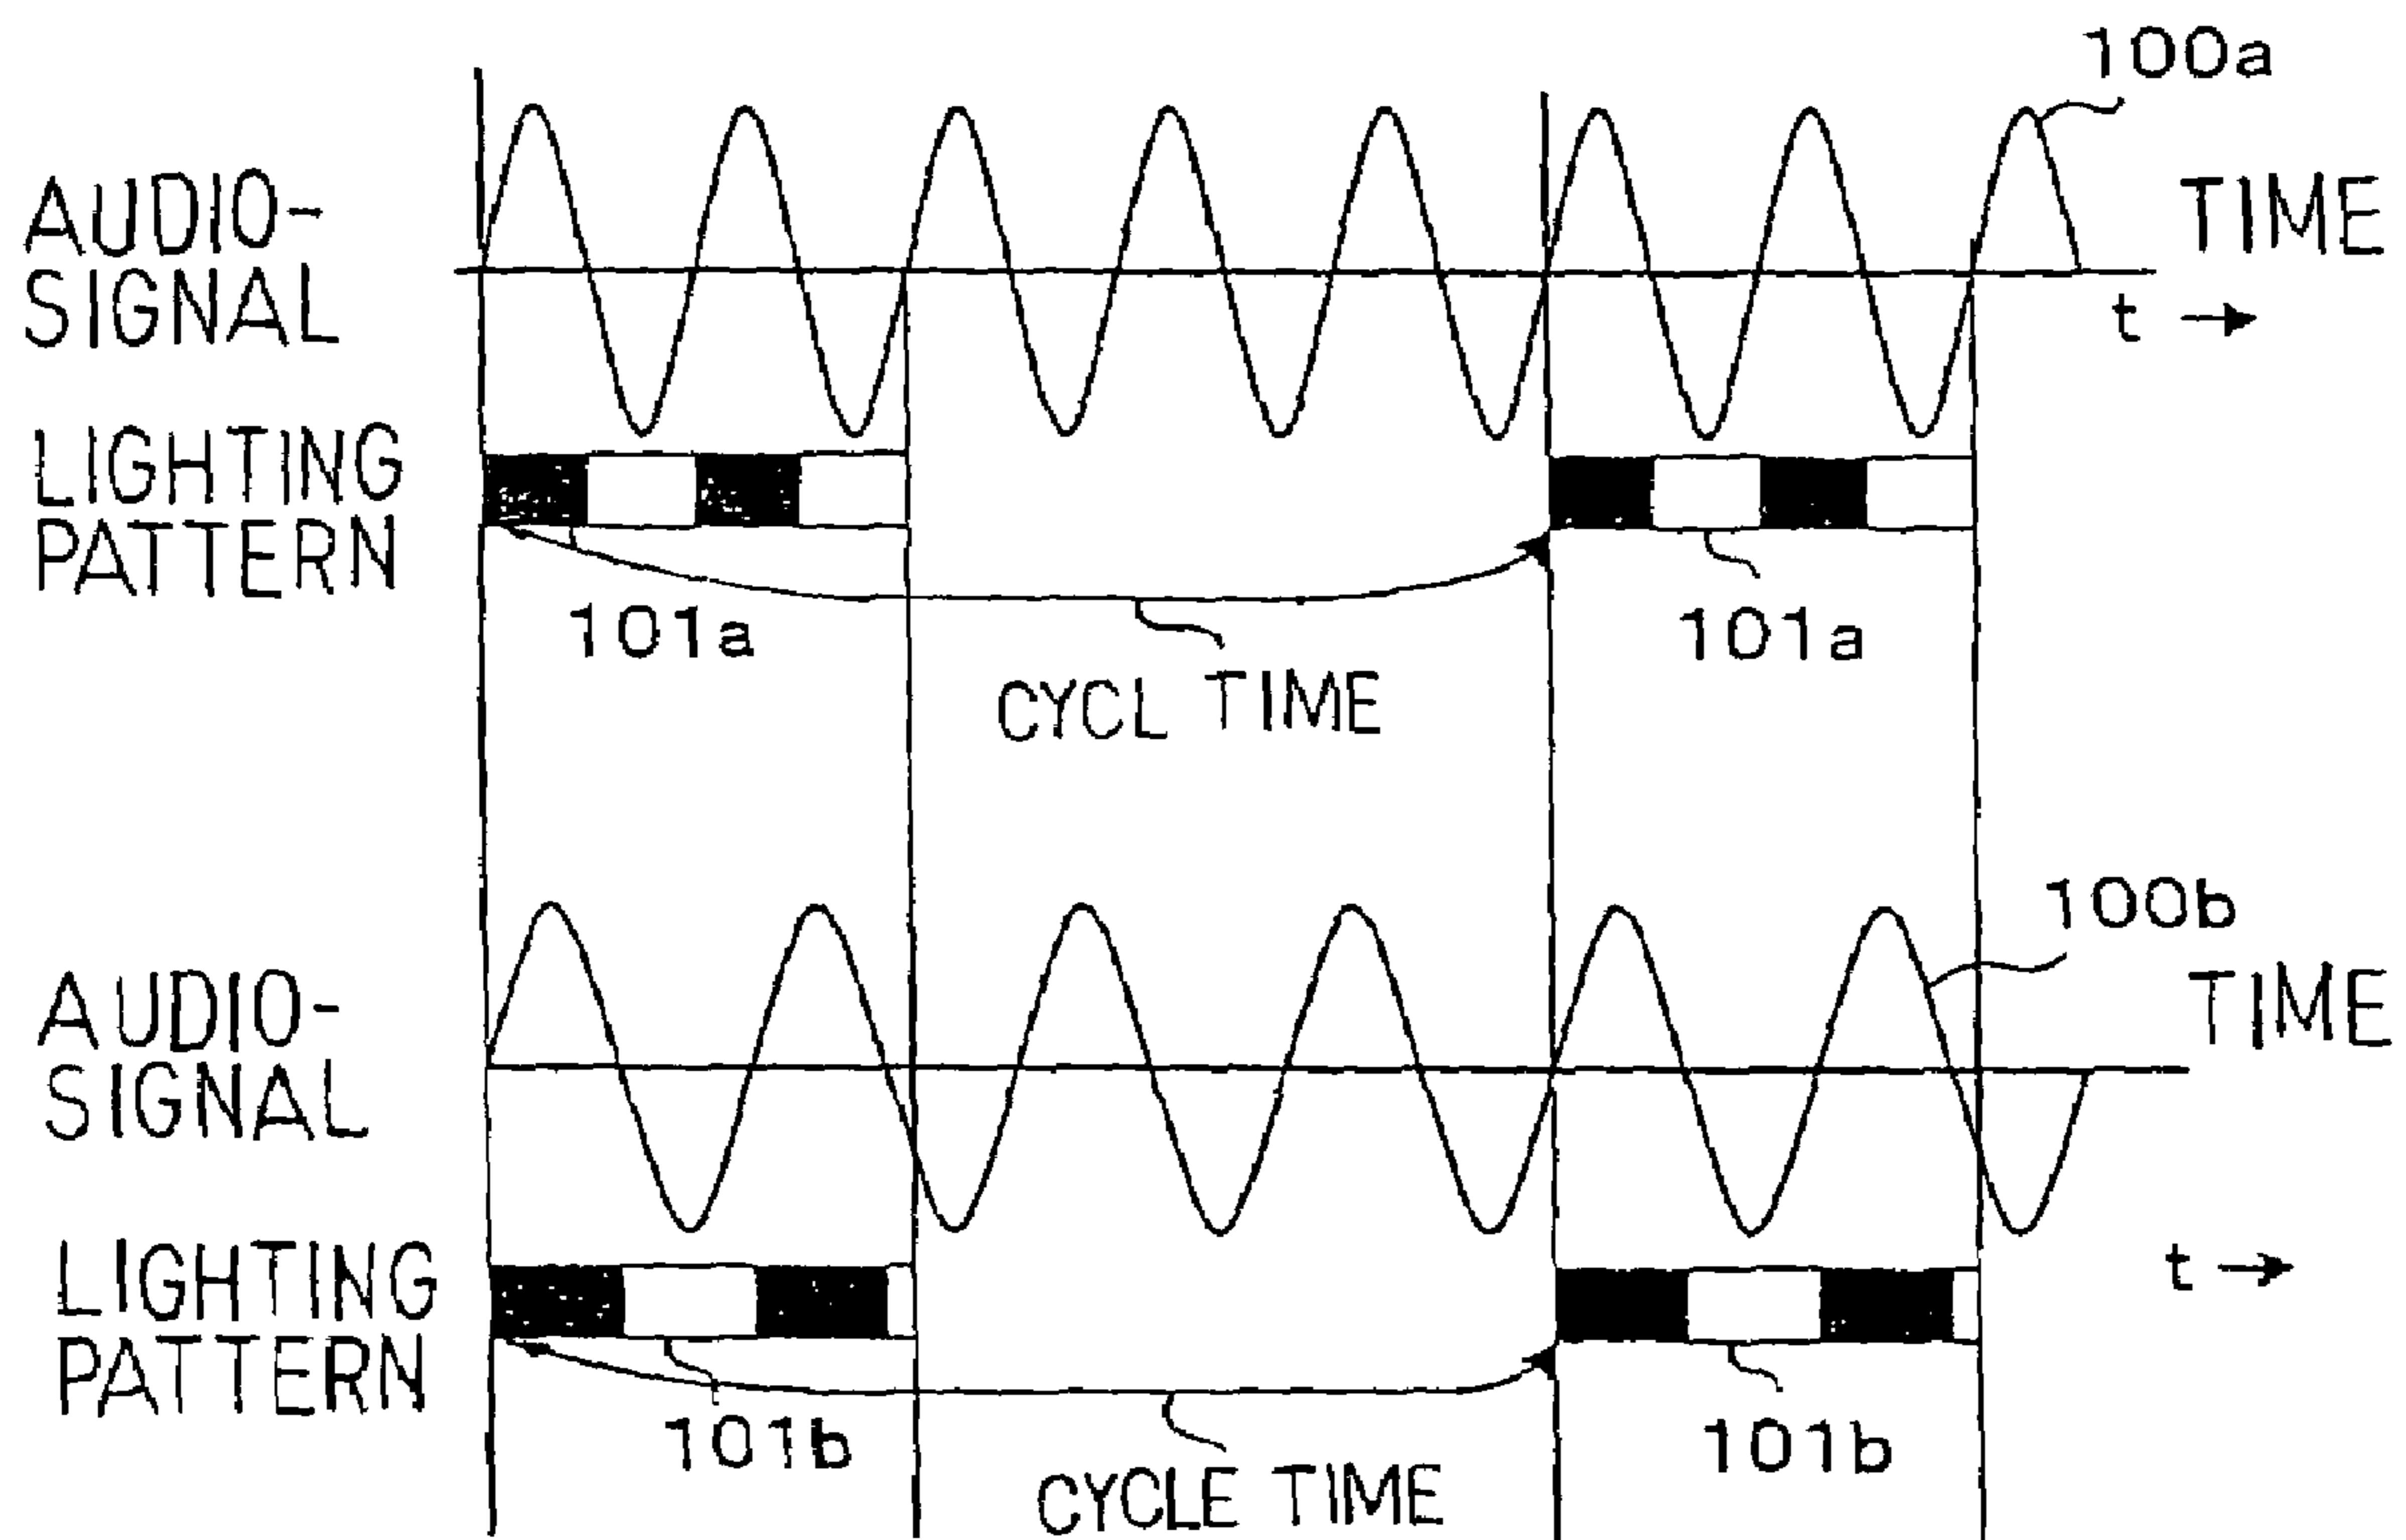 100a
AUDIO-
SIGNAL
TIME
t
LIGHTING
PATTERN
101a
101a
CYCL TIME
100b
AUDIO-
SIGNAL
TIME
t
LIGHTING
PATTERN
101b
101b
CYCLE TIME